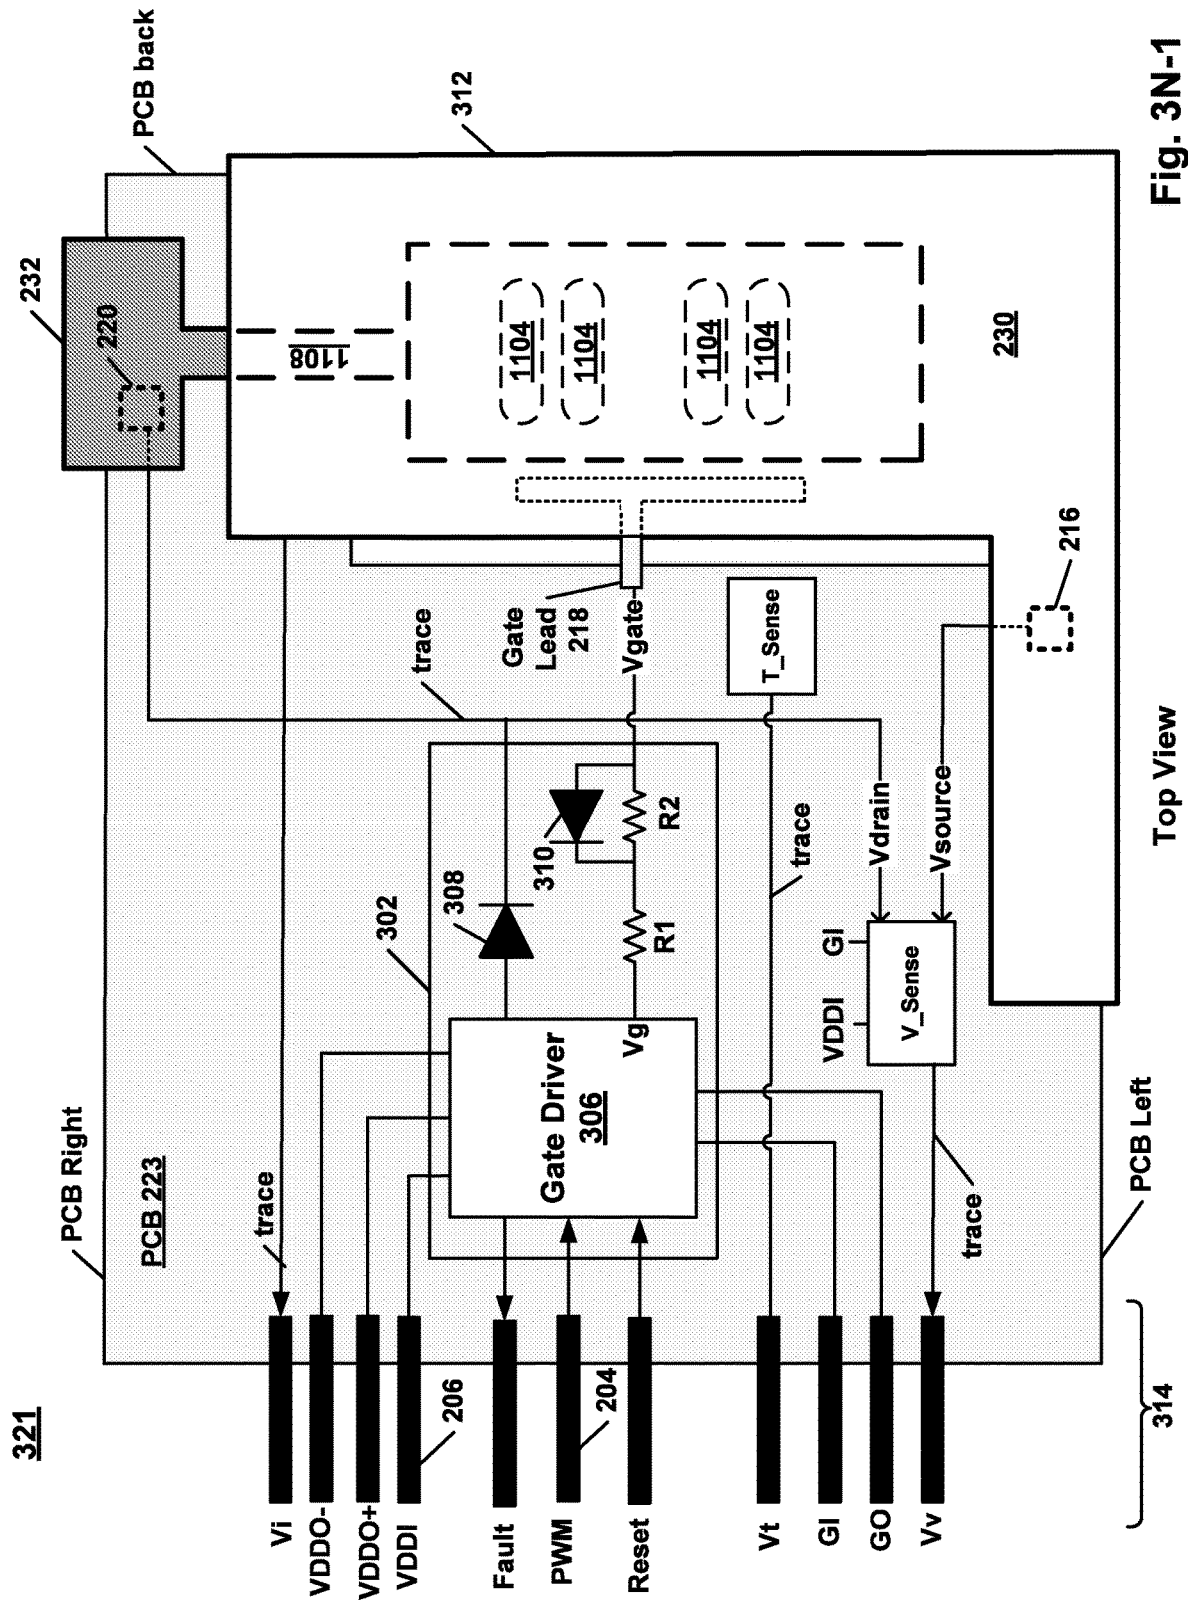 321
PCB Right
PCB 223
232
220
PCB back
312
1108
1104
1104
1104
1104
230
216
trace
trace
302
308
310
Gate
Lead
218
Vgate
R2
R1
Vg
Gate Driver
306
T_Sense
trace
Vdrain
Vsource
GI
VDDI
V_Sense
trace
PCB Left
Vi
VDDO-
VDDO+
VDDI
206
Fault
PWM
204
Reset
Vt
GI
GO
Vv
314
Top View
Fig. 3N-1